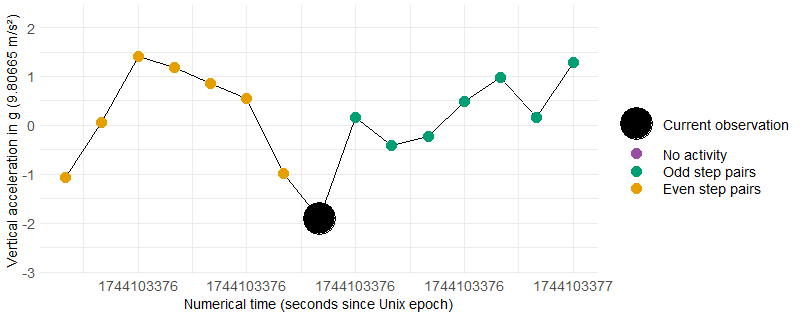 Vertical acceleration in g (9.80665 m/s²)
2
1
0
-1
-2
-3
1744103376
1744103376
1744103376
1744103376
1744103377
Numerical time (seconds since Unix epoch)
Current observation
No activity
Odd step pairs
Even step pairs